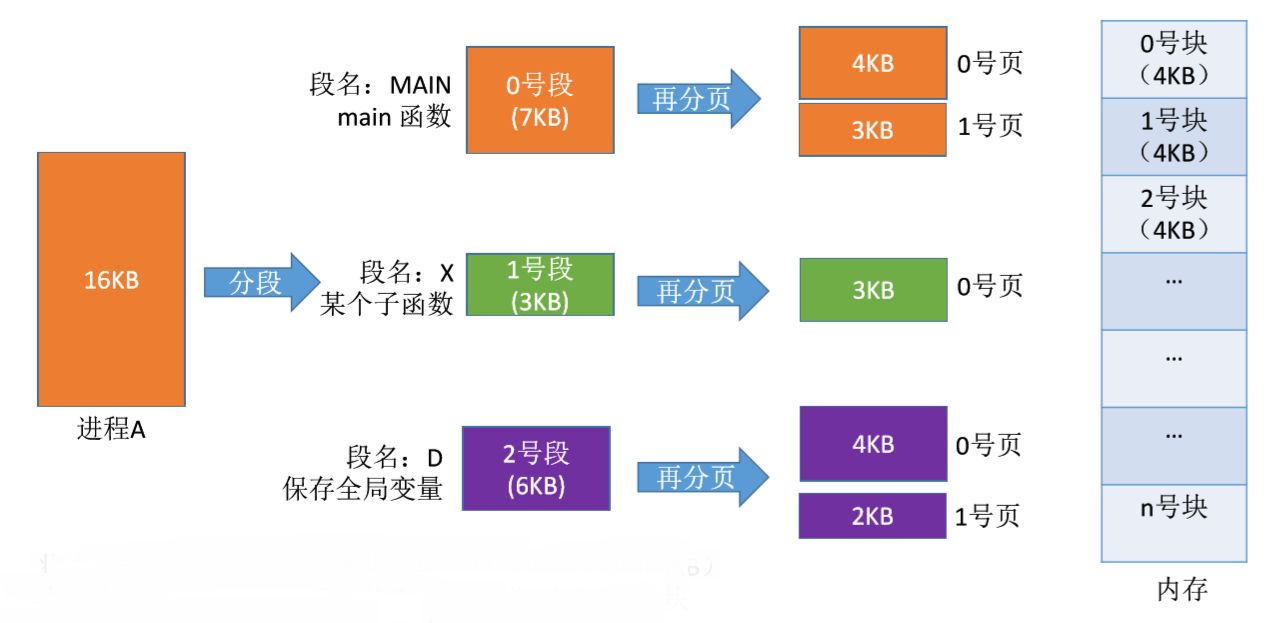 16KB
进程A
分段
段名：MAIN
main 函数
0号段
(7KB)
再分页
4KB
0号页
3KB
1号页
段名：X
某个子函数
1号段
(3KB)
再分页
3KB
0号页
段名：D
保存全局变量
2号段
(6KB)
再分页
4KB
0号页
2KB
1号页
0号块
（4KB）
1号块
（4KB）
2号块
（4KB）
...
...
...
n号块
内存